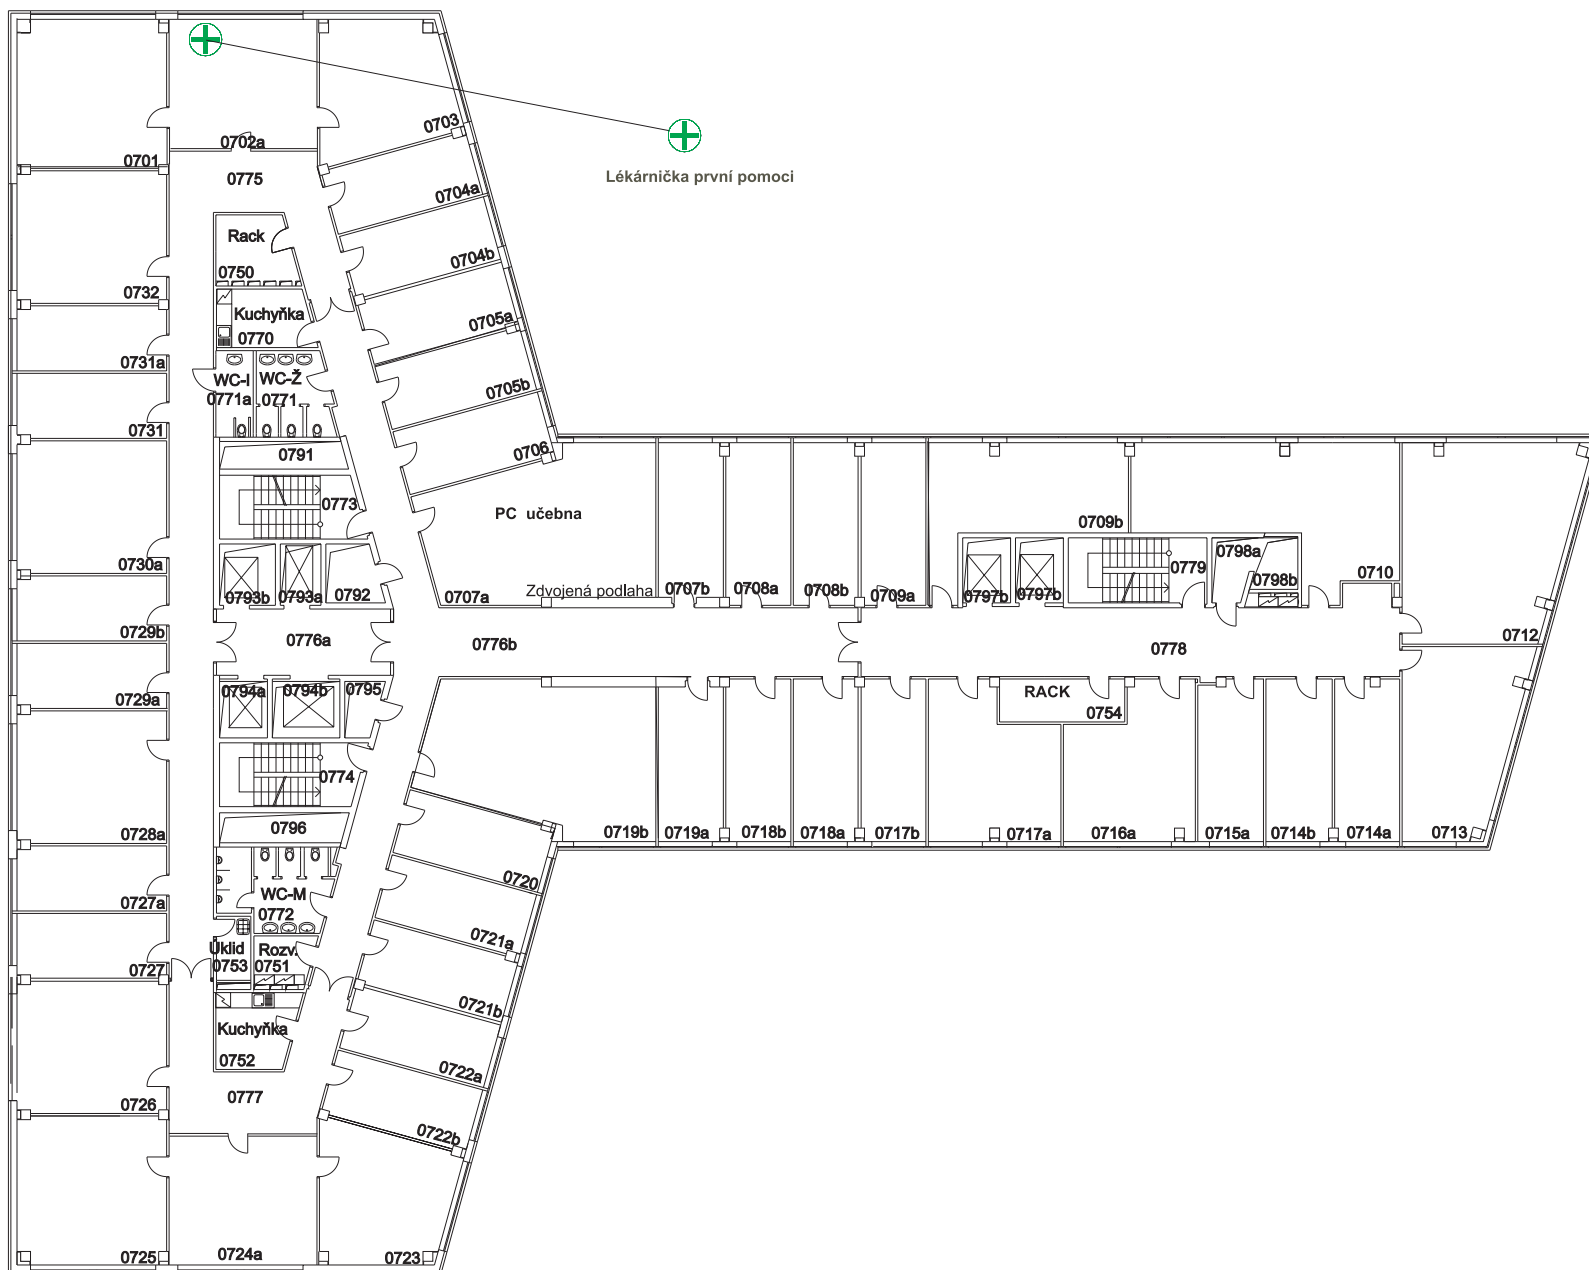 0703
0702a
0701
0775
Lékárnička první pomoci
0704a
Rack
0704b
0750
0732
Kuchyňka
0705a
0770
0731a
WC-I
WC-Ž
0771a
0771
0705b
0731
0706
0791
0773
PC učebna
0709b
0730a
0793b
0793a
0792
0707a
Zdvojená podlaha
0707b
0708a
0708b
0709a
0797b
0797b
0779
0798a
0798b
0710
0729b
0776a
0776b
0778
0712
0729a
0794a
0794b
0795
RACK
0754
0774
0728a
0796
0719b
0719a
0718b
0718a
0717b
0717a
0716a
0715a
0714b
0714a
0713
0720
0727a
WC-M
0772
0721a
Úklid
Rozv.
0727
0753
0751
0721b
Kuchyňka
0752
0722a
0726
0777
0722b
0725
0724a
0723